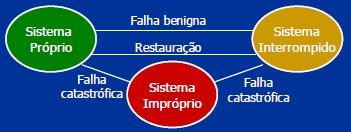 Falha benigna
Sistema
Próprio
Restauração
Sistema
Interrompido
Falha
catastrófica
Sistema
Impróprio
Falha
catastrófica